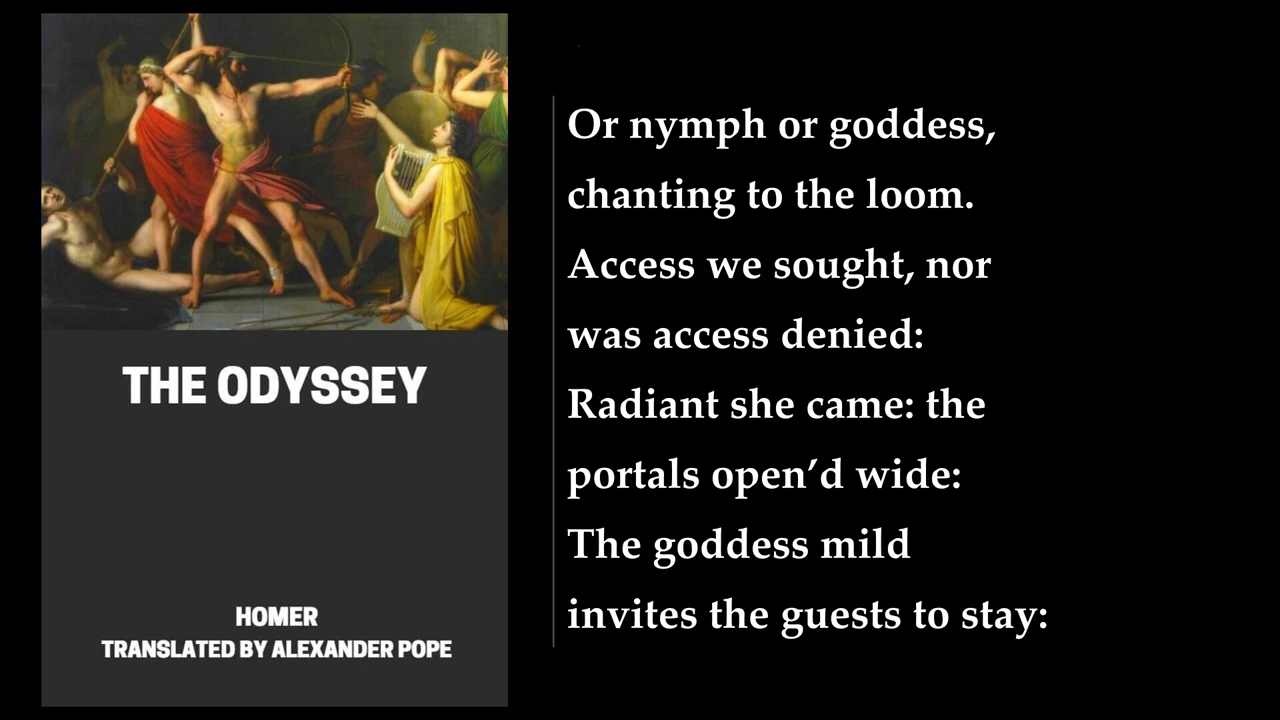 THE ODYSSEY
HOMER
TRANSLATED BY ALEXANDER POPE
Or nymph or goddess,
chanting to the loom.
Access we sought, nor
was access denied:
Radiant she came: the
portals open’d wide:
The goddess mild
invites the guests to stay: